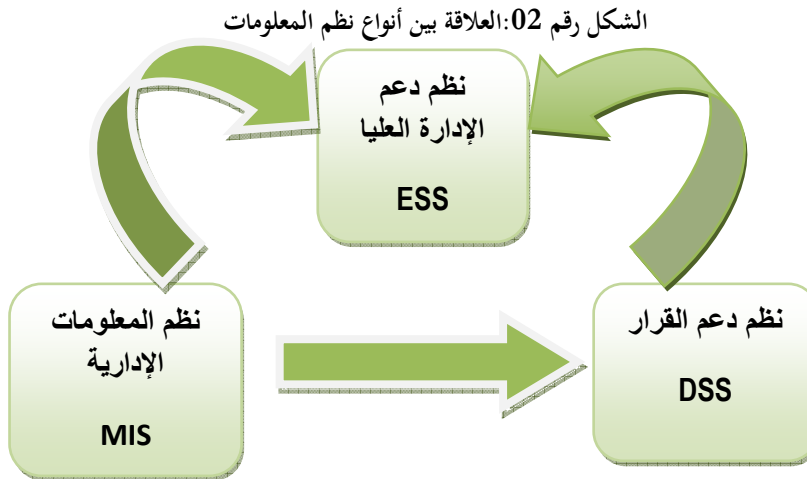 الشكل رقم 02:العلاقة بين أنواع نظم المعلومات
نظم دعم
الإدارة العليا
ESS
نظم المعلومات
الإدارية
MIS
نظم دعم القرار
DSS